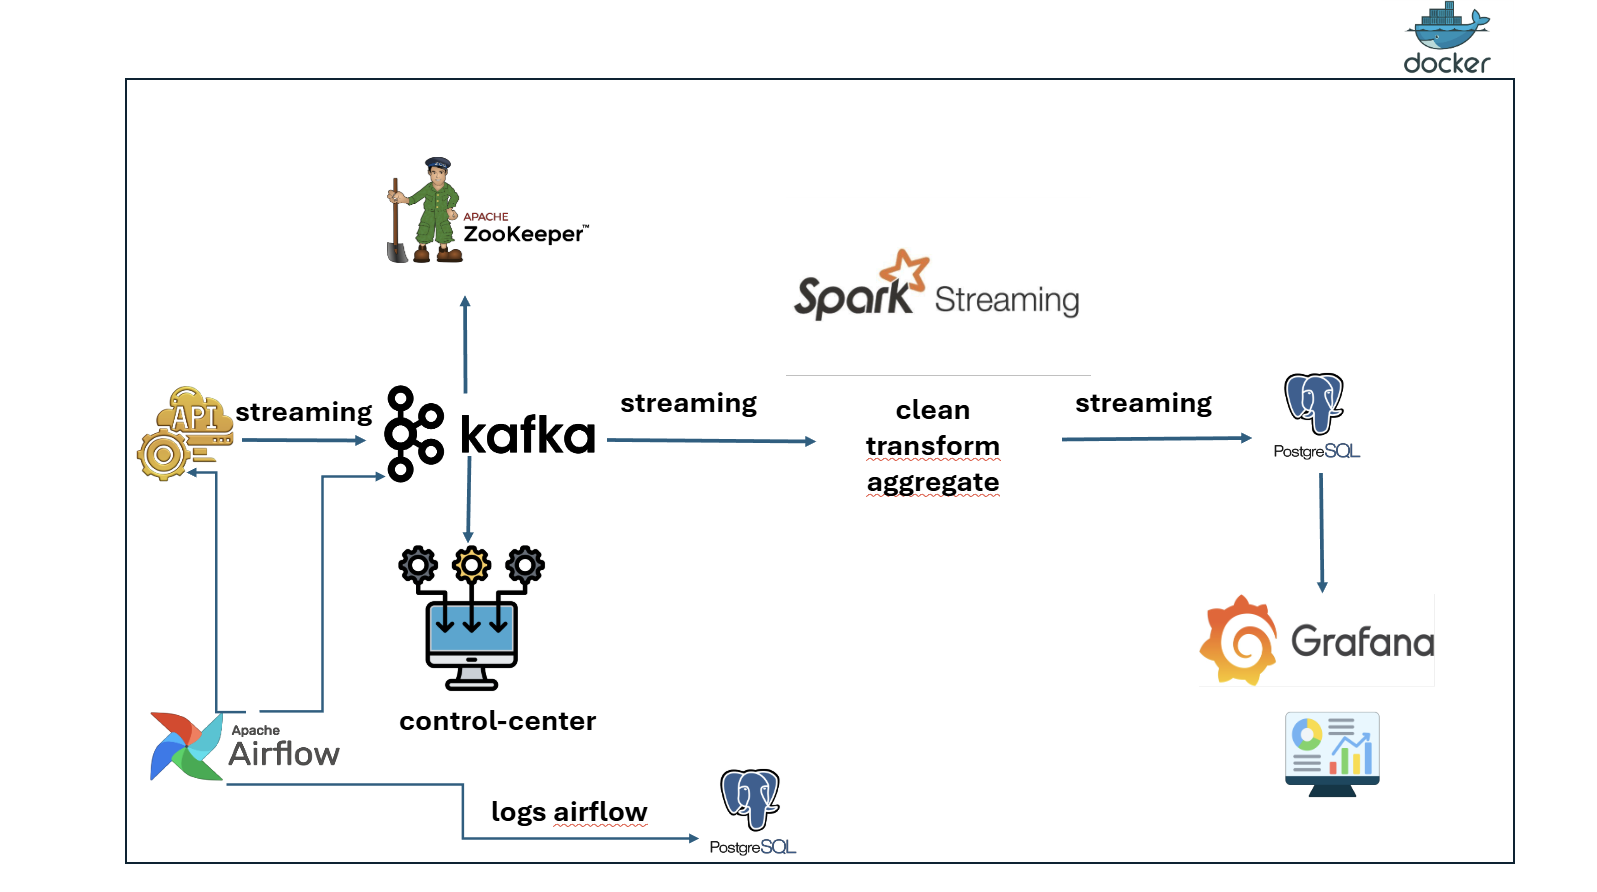 docker
APACHE
ZooKeeper™
Spark Streaming
API
streaming
kafka
streaming
clean
transform
aggregate
streaming
PostgreSQL
Grafana
control-center
Apache
Airflow
logs airflow
PostgreSQL